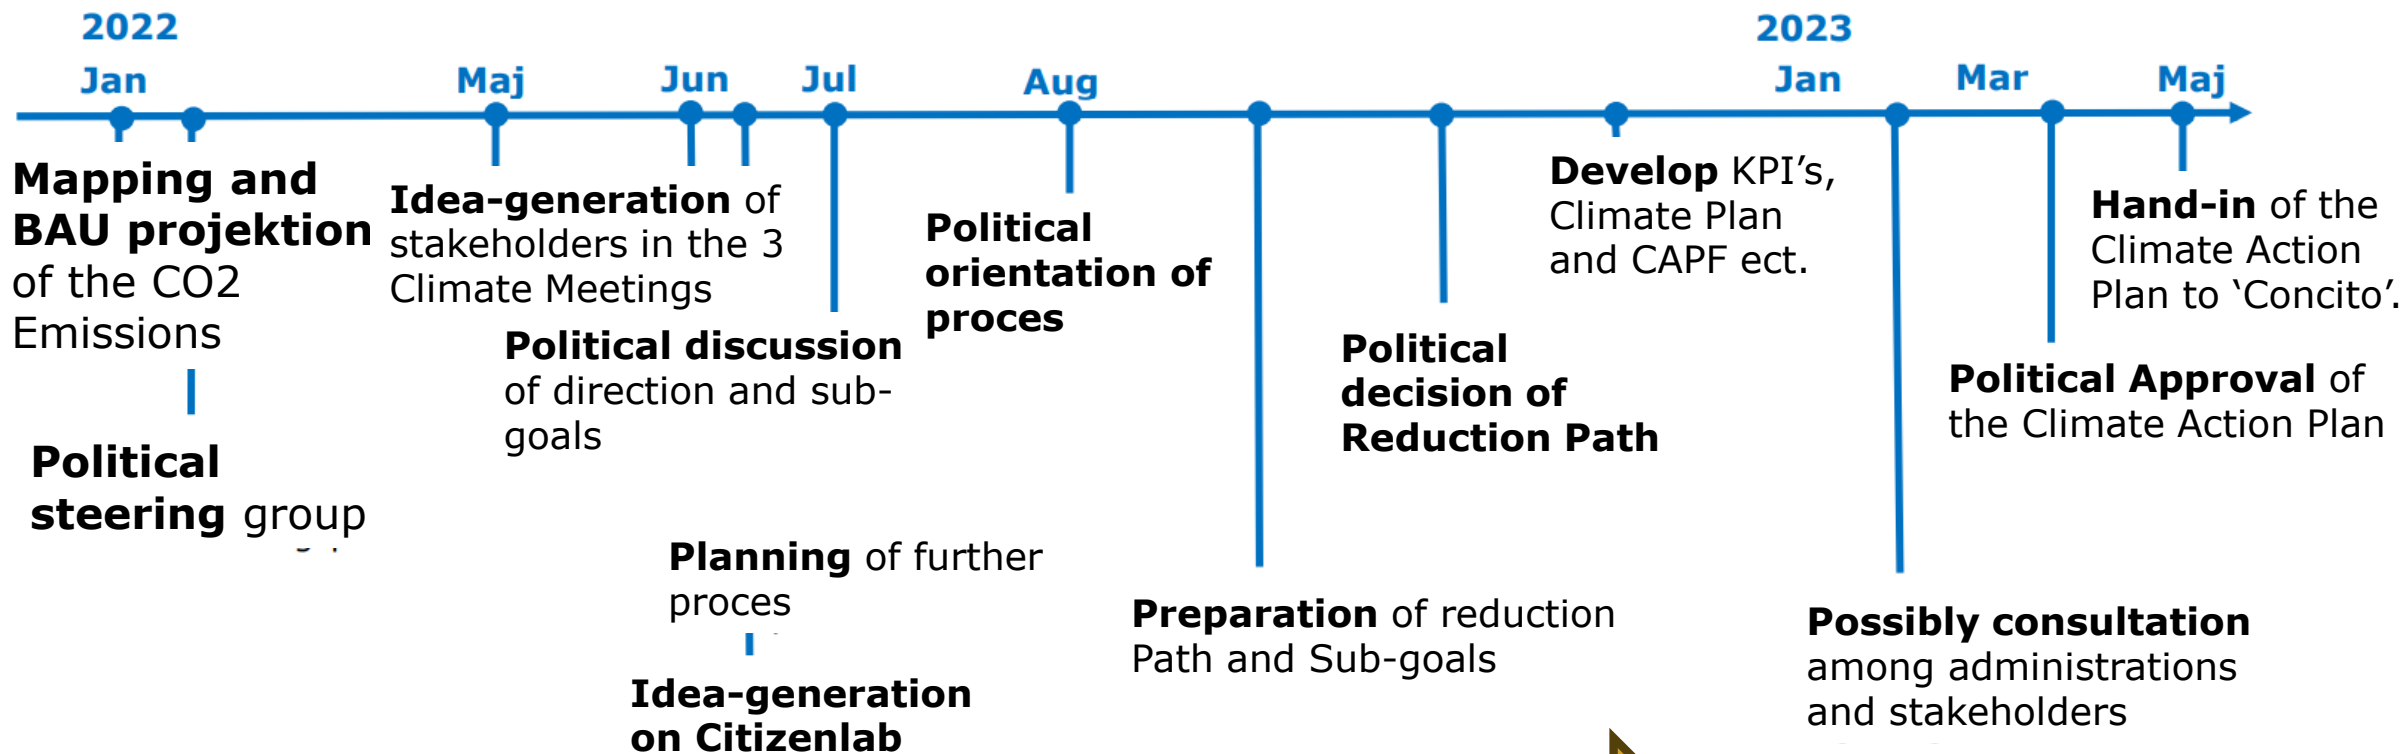 2022
Jan
Maj
Jun
Jul
Aug
2023
Jan
Mar
Maj
Mapping and
BAU projektion
of the CO2
Emissions
Political
steering group
Idea-generation of
stakeholders in the 3
Climate Meetings
Political discussion
of direction and sub-
goals
Planning of further
proces
Idea-generation
on Citizenlab
Political
orientation of
proces
Preparation of reduction
Path and Sub-goals
Political
decision of
Reduction Path
Develop KPI’s,
Climate Plan
and CAPF ect.
Possibly consultation
among administrations
and stakeholders
Political Approval of
the Climate Action Plan
Hand-in of the
Climate Action
Plan to ‘Concito’.